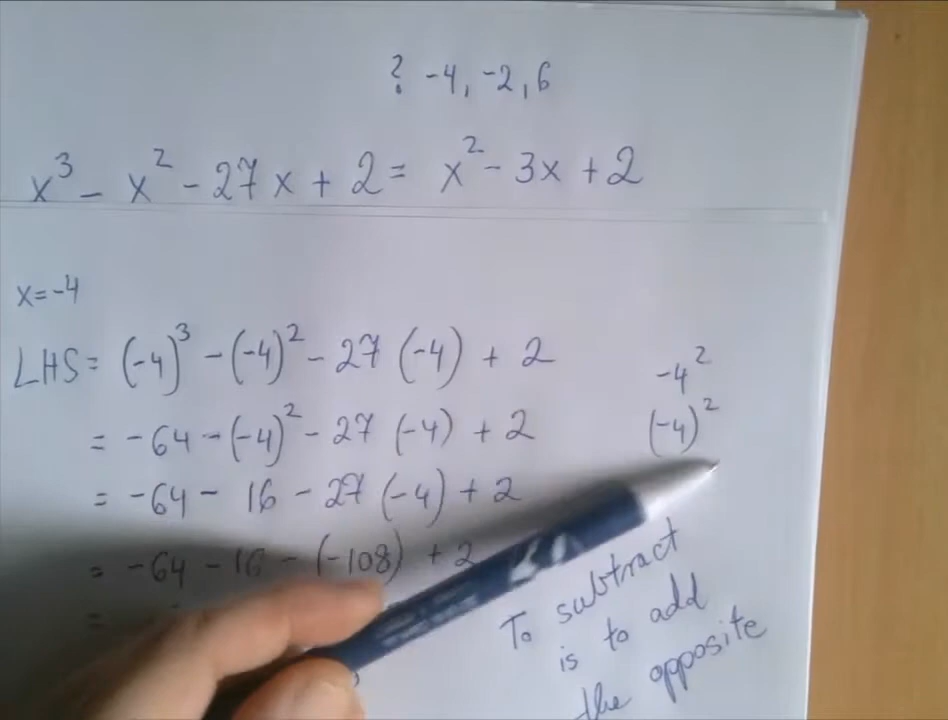 ? -4, -2, 6
x³ - x² - 27x + 2 = x² - 3x + 2
x=-4
LHS = (-4)³ - (-4)² - 27 (-4) + 2
= -64 - (-4)² - 27 (-4) + 2
= -64 - 16 - 27 (-4) + 2
= -64 - 16 - (-108) + 2
=
-4²
(-4)²
To subtract
is to add
the opposite